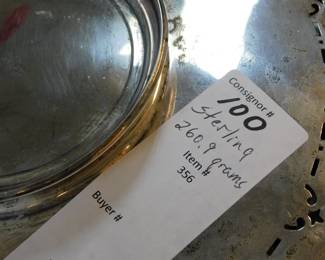 Consignor #
100
sterling
260.9 grams
Item #
356
Buyer #